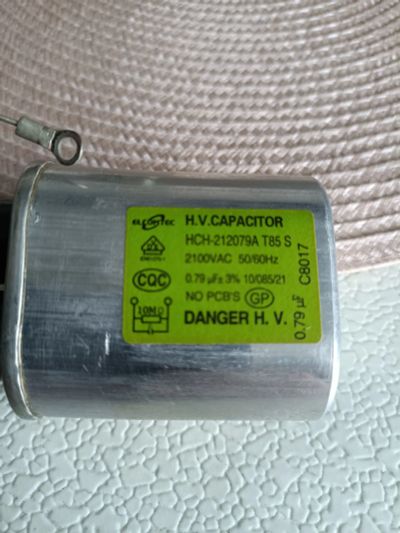 H.V.CAPACITOR
HCH-212079A T85 S
2100VAC 50/60Hz
CQC
0.79 µF± 3% 10/085/21
NO PCB'S GP
10MΩ
DANGER H. V.
0.79 µF C8017